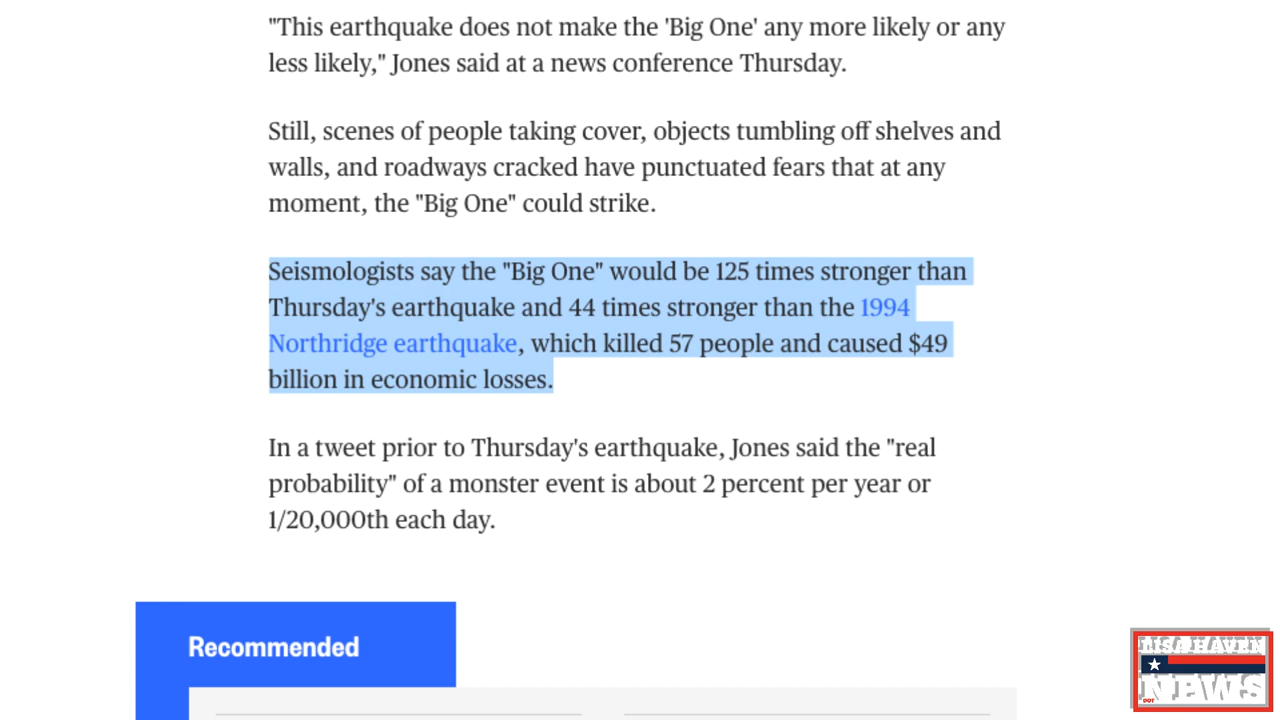 "This earthquake does not make the 'Big One' any more likely or any
less likely," Jones said at a news conference Thursday.
Still, scenes of people taking cover, objects tumbling off shelves and
walls, and roadways cracked have punctuated fears that at any
moment, the "Big One" could strike.
Seismologists say the "Big One" would be 125 times stronger than
Thursday's earthquake and 44 times stronger than the 1994
Northridge earthquake, which killed 57 people and caused $49
billion in economic losses.
In a tweet prior to Thursday's earthquake, Jones said the "real
probability" of a monster event is about 2 percent per year or
1/20,000th each day.
Recommended
LISA HAVEN
DOT NEWS